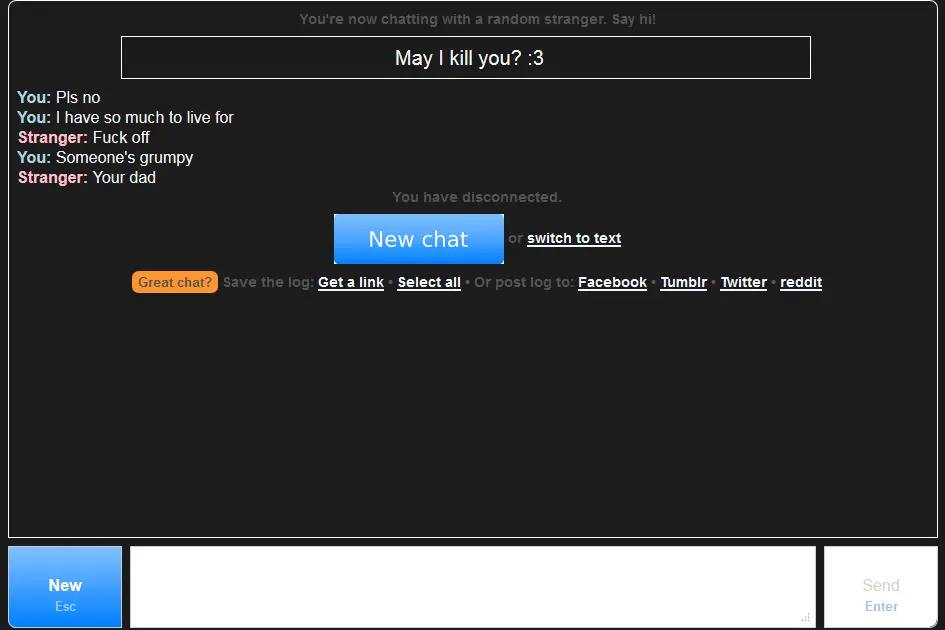 You're now chatting with a random stranger. Say hi!
May I kill you? :3
You: Pls no
You: I have so much to live for
Stranger: Fuck off
You: Someone's grumpy
Stranger: Your dad
You have disconnected.
New chat or switch to text
Great chat? Save the log: Get a link • Select all • Or post log to: Facebook • Tumblr • Twitter • reddit
New
Esc
Send
Enter